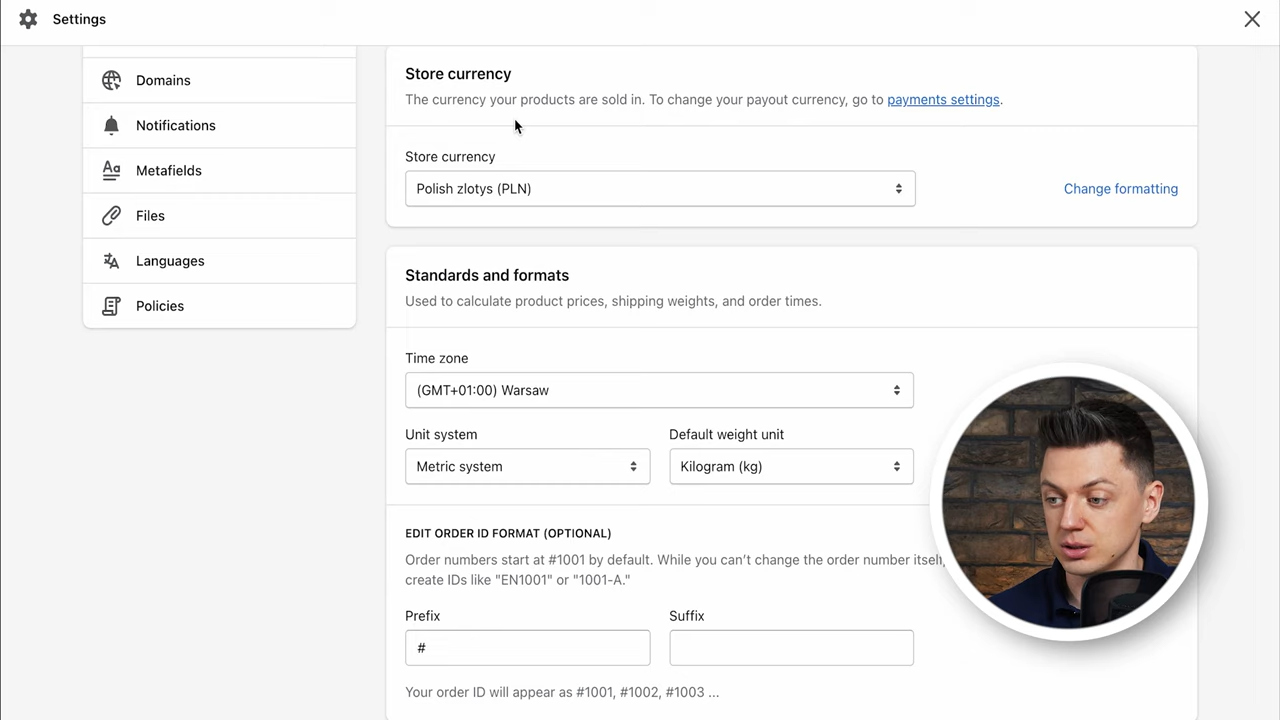 Settings
Domains
Notifications
Metafields
Files
Languages
Policies
Store currency
The currency your products are sold in. To change your payout currency, go to payments settings.
Store currency
Polish zlotys (PLN)
Change formatting
Standards and formats
Used to calculate product prices, shipping weights, and order times.
Time zone
(GMT+01:00) Warsaw
Unit system
Default weight unit
Metric system
Kilogram (kg)
EDIT ORDER ID FORMAT (OPTIONAL)
Order numbers start at #1001 by default. While you can’t change the order number itself,
create IDs like "EN1001" or "1001-A."
Prefix
Suffix
#
Your order ID will appear as #1001, #1002, #1003 ...